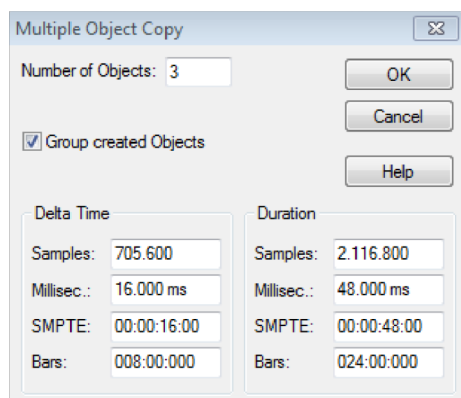 Multiple Object Copy
Number of Objects: 3
OK
Cancel
Group created Objects
Help
Delta Time
Samples: 705.600
Millisec.: 16.000 ms
SMPTE: 00:00:16:00
Bars: 008:00:000
Duration
Samples: 2.116.800
Millisec.: 48.000 ms
SMPTE: 00:00:48:00
Bars: 024:00:000